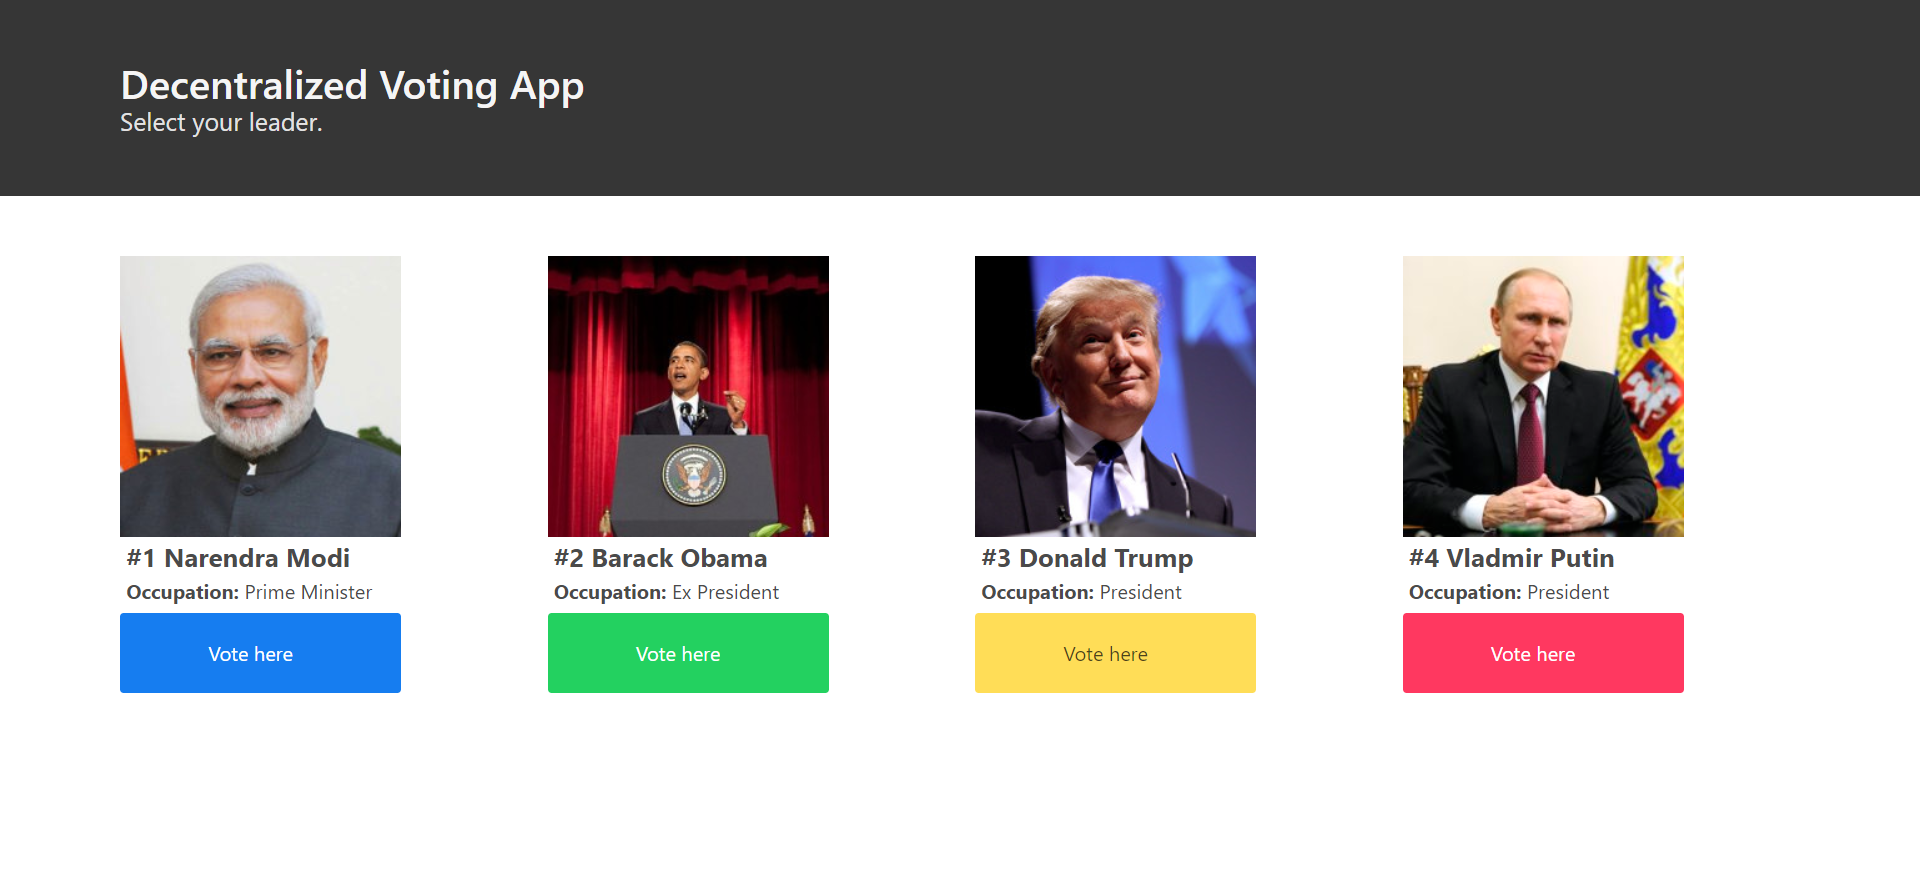 Decentralized Voting App
Select your leader.
#1 Narendra Modi
Occupation: Prime Minister
Vote here
#2 Barack Obama
Occupation: Ex President
Vote here
#3 Donald Trump
Occupation: President
Vote here
#4 Vladmir Putin
Occupation: President
Vote here